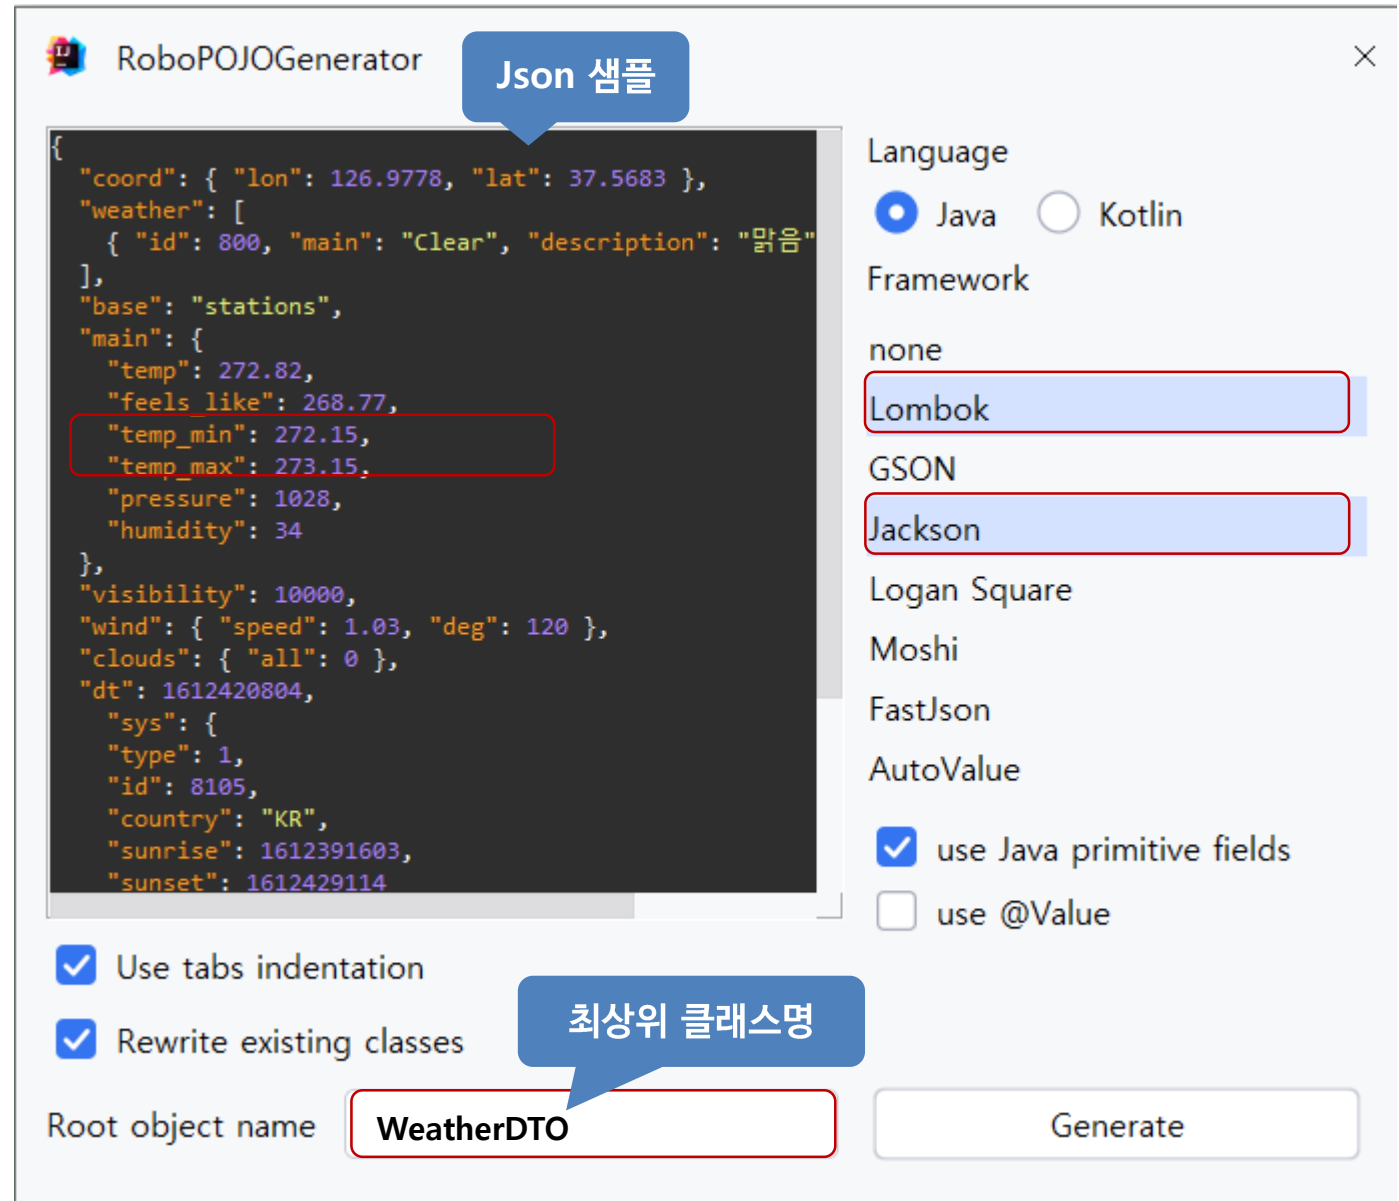 RoboPOJOGenerator
Json 샘플
{
"coord": { "lon": 126.9778, "lat": 37.5683 },
"weather": [
{ "id": 800, "main": "Clear", "description": "맑음"
],
"base": "stations",
"main": {
"temp": 272.82,
"feels_like": 268.77,
"temp_min": 272.15,
"temp_max": 273.15,
"pressure": 1028,
"humidity": 34
},
"visibility": 10000,
"wind": { "speed": 1.03, "deg": 120 },
"clouds": { "all": 0 },
"dt": 1612420804,
"sys": {
"type": 1,
"id": 8105,
"country": "KR",
"sunrise": 1612391603,
"sunset": 1612429114
Language
Java
Kotlin
Framework
none
Lombok
GSON
Jackson
Logan Square
Moshi
FastJson
AutoValue
use Java primitive fields
use @Value
Use tabs indentation
Rewrite existing classes
최상위 클래스명
Root object name
WeatherDTO
Generate